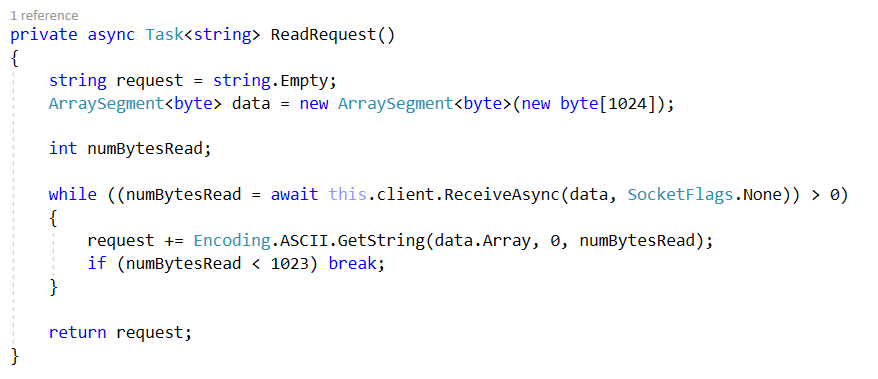 1 reference
private async Task<string> ReadRequest()
{
    string request = string.Empty;
    ArraySegment<byte> data = new ArraySegment<byte>(new byte[1024]);

    int numBytesRead;

    while ((numBytesRead = await this.client.ReceiveAsync(data, SocketFlags.None)) > 0)
    {
        request += Encoding.ASCII.GetString(data.Array, 0, numBytesRead);
        if (numBytesRead < 1023) break;
    }

    return request;
}